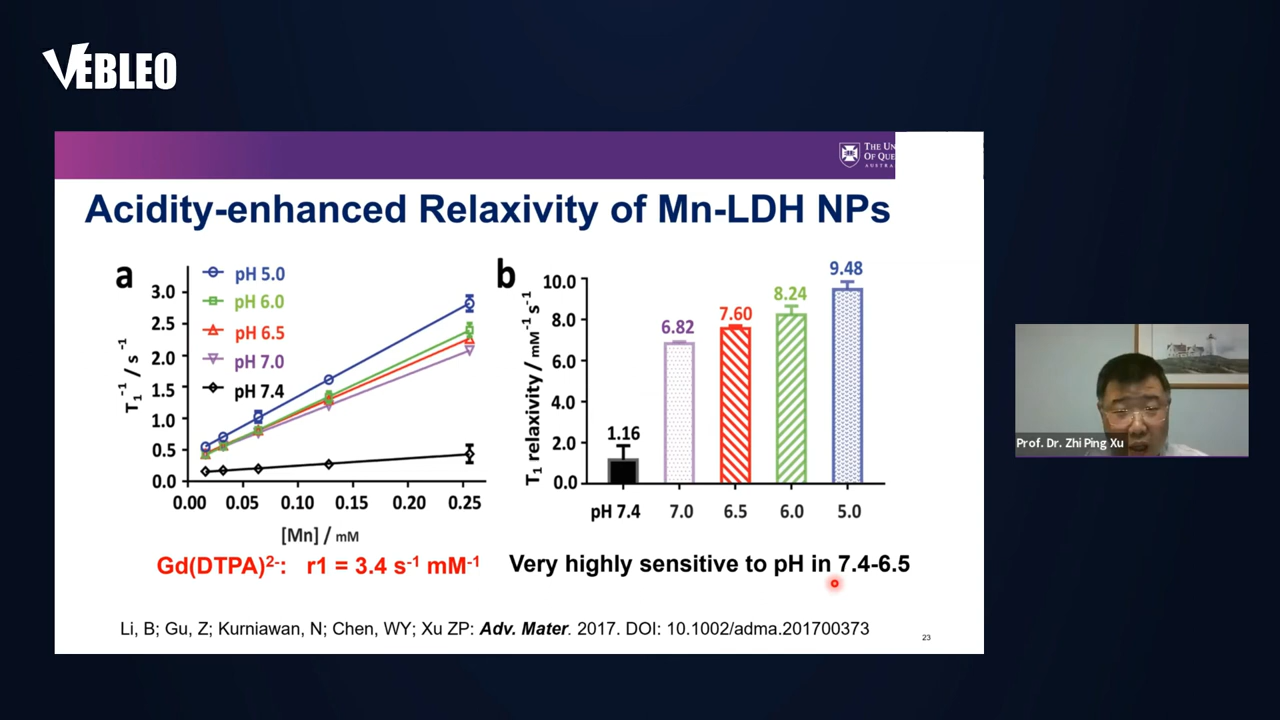 VEBLEO
THE UN
OF QUE
AUSTRA
Acidity-enhanced Relaxivity of Mn-LDH NPs
a
pH 5.0
pH 6.0
pH 6.5
pH 7.0
pH 7.4
T₁⁻¹ / s⁻¹
3.0
2.5
2.0
1.5
1.0
0.5
0.0
0.00 0.05 0.10 0.15 0.20 0.25
[Mn] / mM
b
T₁ relaxivity / mM⁻¹ s⁻¹
10.0
8.0
6.0
4.0
2.0
0.0
1.16
6.82
7.60
8.24
9.48
pH 7.4 7.0 6.5 6.0 5.0
Gd(DTPA)²⁻: r1 = 3.4 s⁻¹ mM⁻¹
Very highly sensitive to pH in 7.4-6.5
Li, B; Gu, Z; Kurniawan, N; Chen, WY; Xu ZP: Adv. Mater. 2017. DOI: 10.1002/adma.201700373
23
Prof. Dr. Zhi Ping Xu